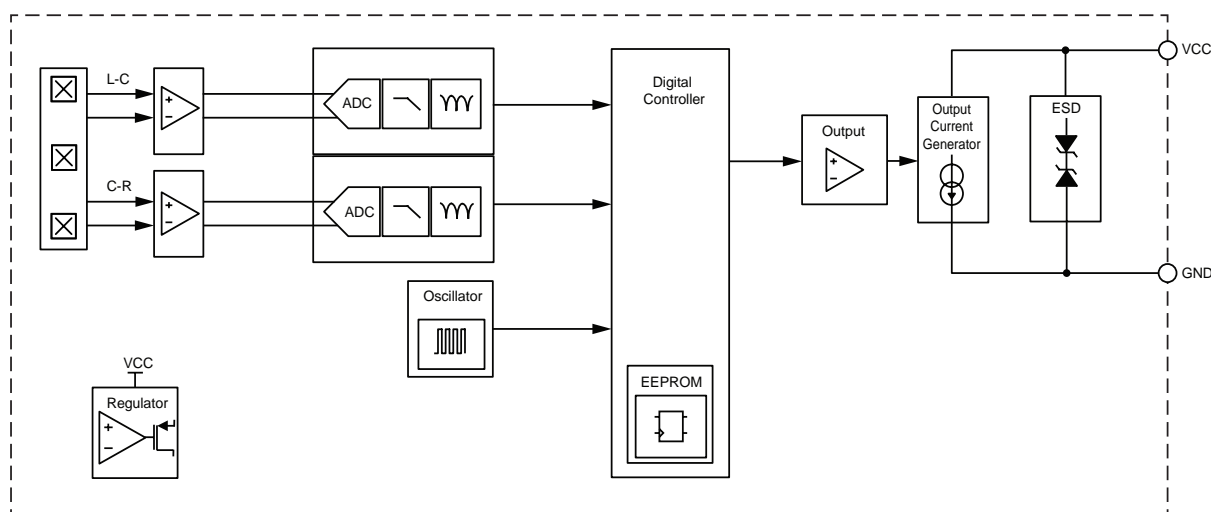 VCC
L-C
ADC
Digital
Controller
Output
Current
Generator
ESD
Output
C-R
ADC
GND
Oscillator
VCC
EEPROM
Regulator